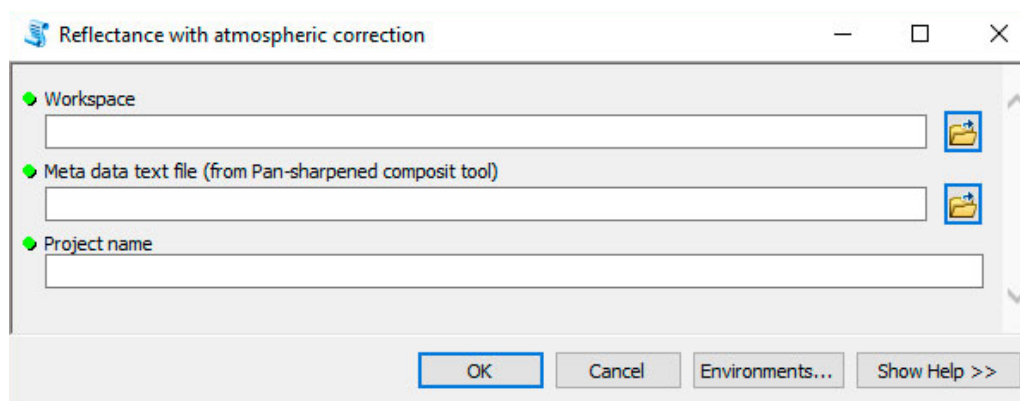 Reflectance with atmospheric correction
Workspace
Meta data text file (from Pan-sharpened composit tool)
Project name
OK Cancel Environments... Show Help >>